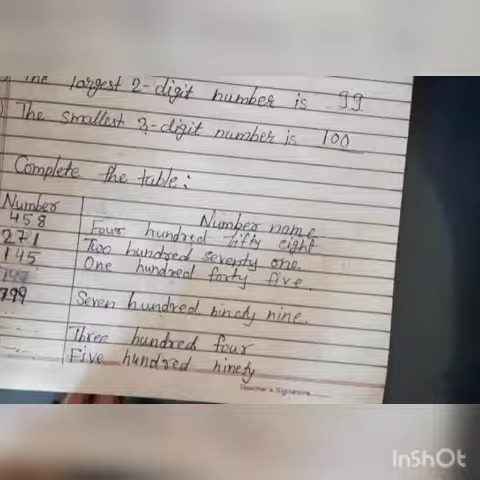 The largest 2-digit number is 99
The smallest 3-digit number is 100
Complete the table:
Number Number name
458 Four hundred fifty eight
271 Two hundred seventy one.
145 One hundred forty five.
799 Seven hundred ninety nine.
Three hundred four
Five hundred ninety
Teacher's Signature
InShOt